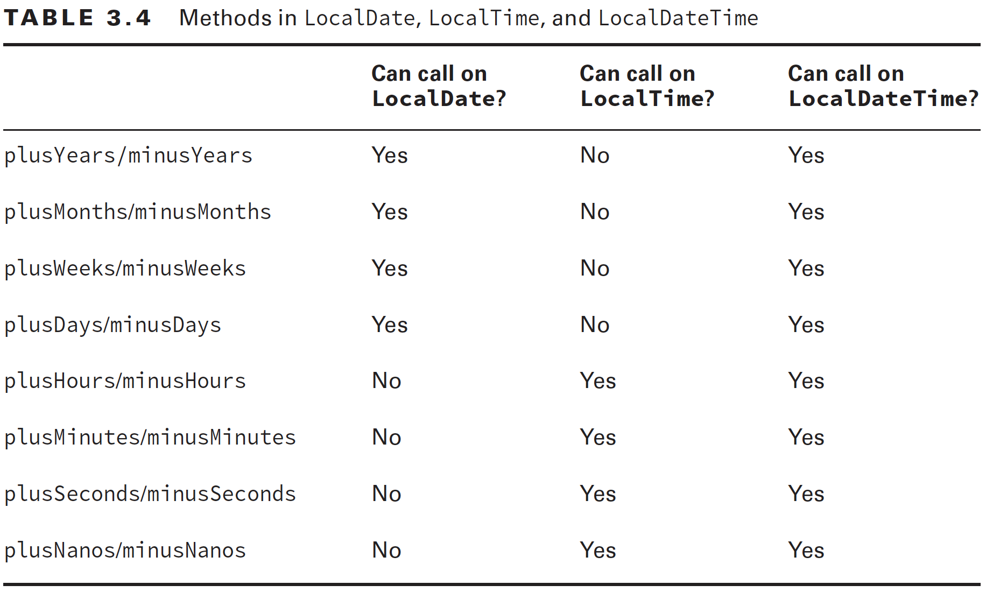 TABLE 3.4 Methods in LocalDate, LocalTime, and LocalDateTime
Can call on LocalDate? Can call on LocalTime? Can call on LocalDateTime?
plusYears/minusYears Yes No Yes
plusMonths/minusMonths Yes No Yes
plusWeeks/minusWeeks Yes No Yes
plusDays/minusDays Yes No Yes
plusHours/minusHours No Yes Yes
plusMinutes/minusMinutes No Yes Yes
plusSeconds/minusSeconds No Yes Yes
plusNanos/minusNanos No Yes Yes